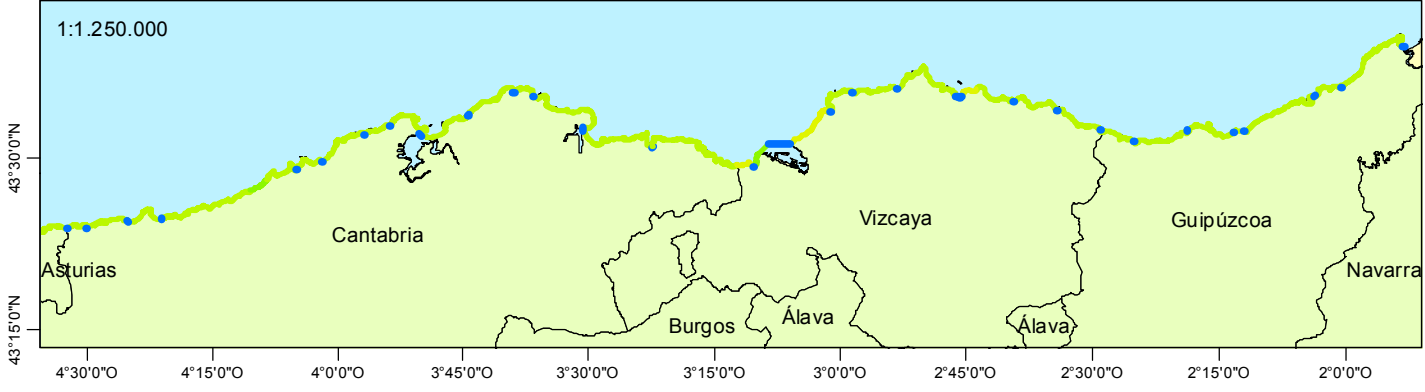 1:1.250.000
43°30'0"N
43°15'0"N
Vizcaya
Guipúzcoa
Cantabria
Asturias
Navarra
Burgos
Álava
Álava
4°30'0"O
4°15'0"O
4°0'0"O
3°45'0"O
3°30'0"O
3°15'0"O
3°0'0"O
2°45'0"O
2°30'0"O
2°15'0"O
2°0'0"O